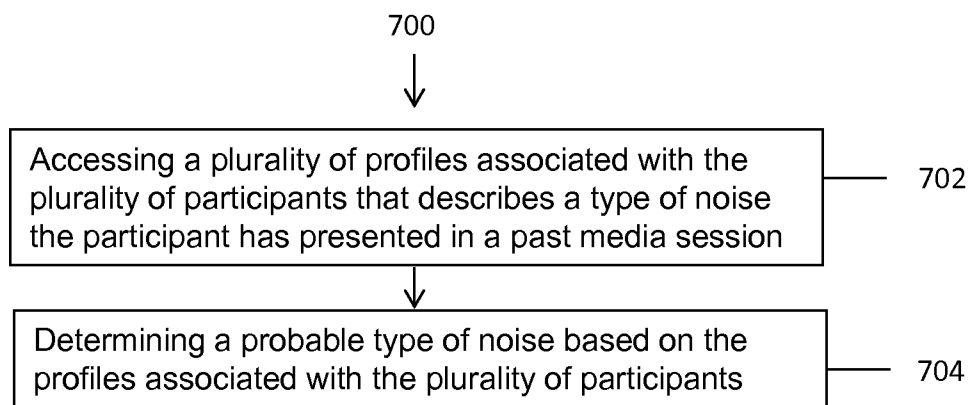 700
Accessing a plurality of profiles associated with the
plurality of participants that describes a type of noise
the participant has presented in a past media session
702
Determining a probable type of noise based on the
profiles associated with the plurality of participants
704